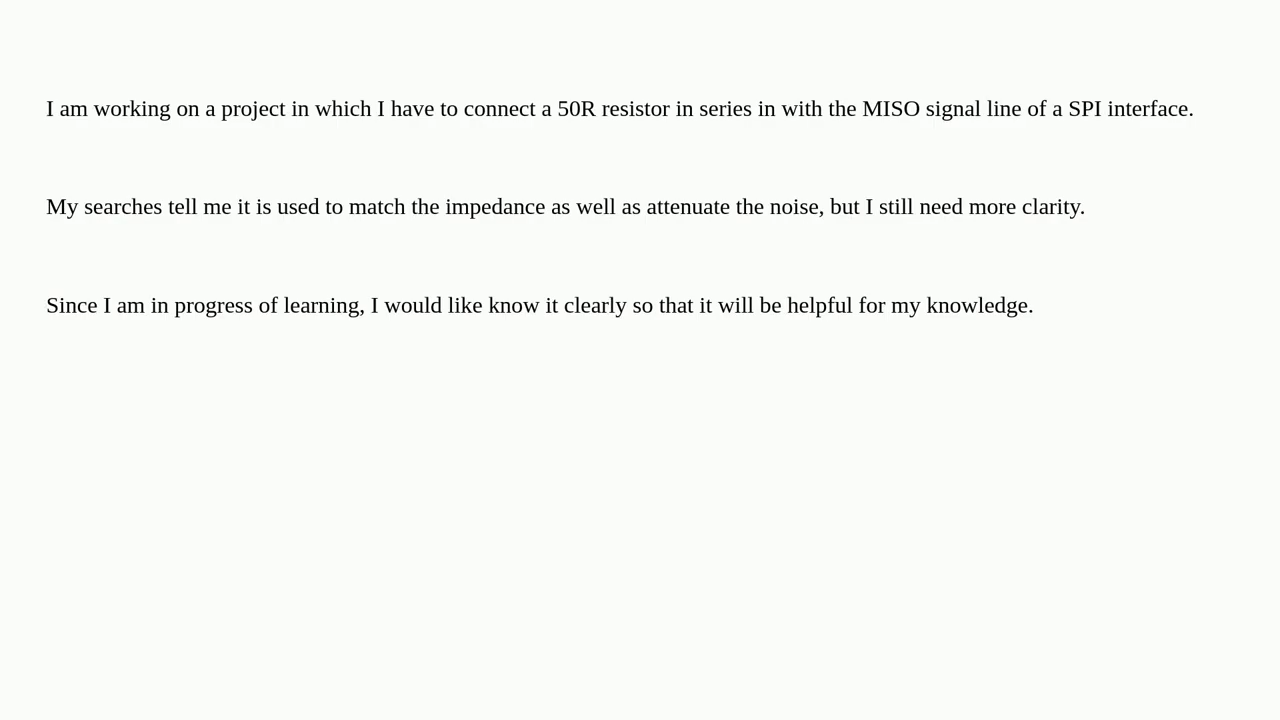 I am working on a project in which I have to connect a 50R resistor in series in with the MISO signal line of a SPI interface.
My searches tell me it is used to match the impedance as well as attenuate the noise, but I still need more clarity.
Since I am in progress of learning, I would like know it clearly so that it will be helpful for my knowledge.